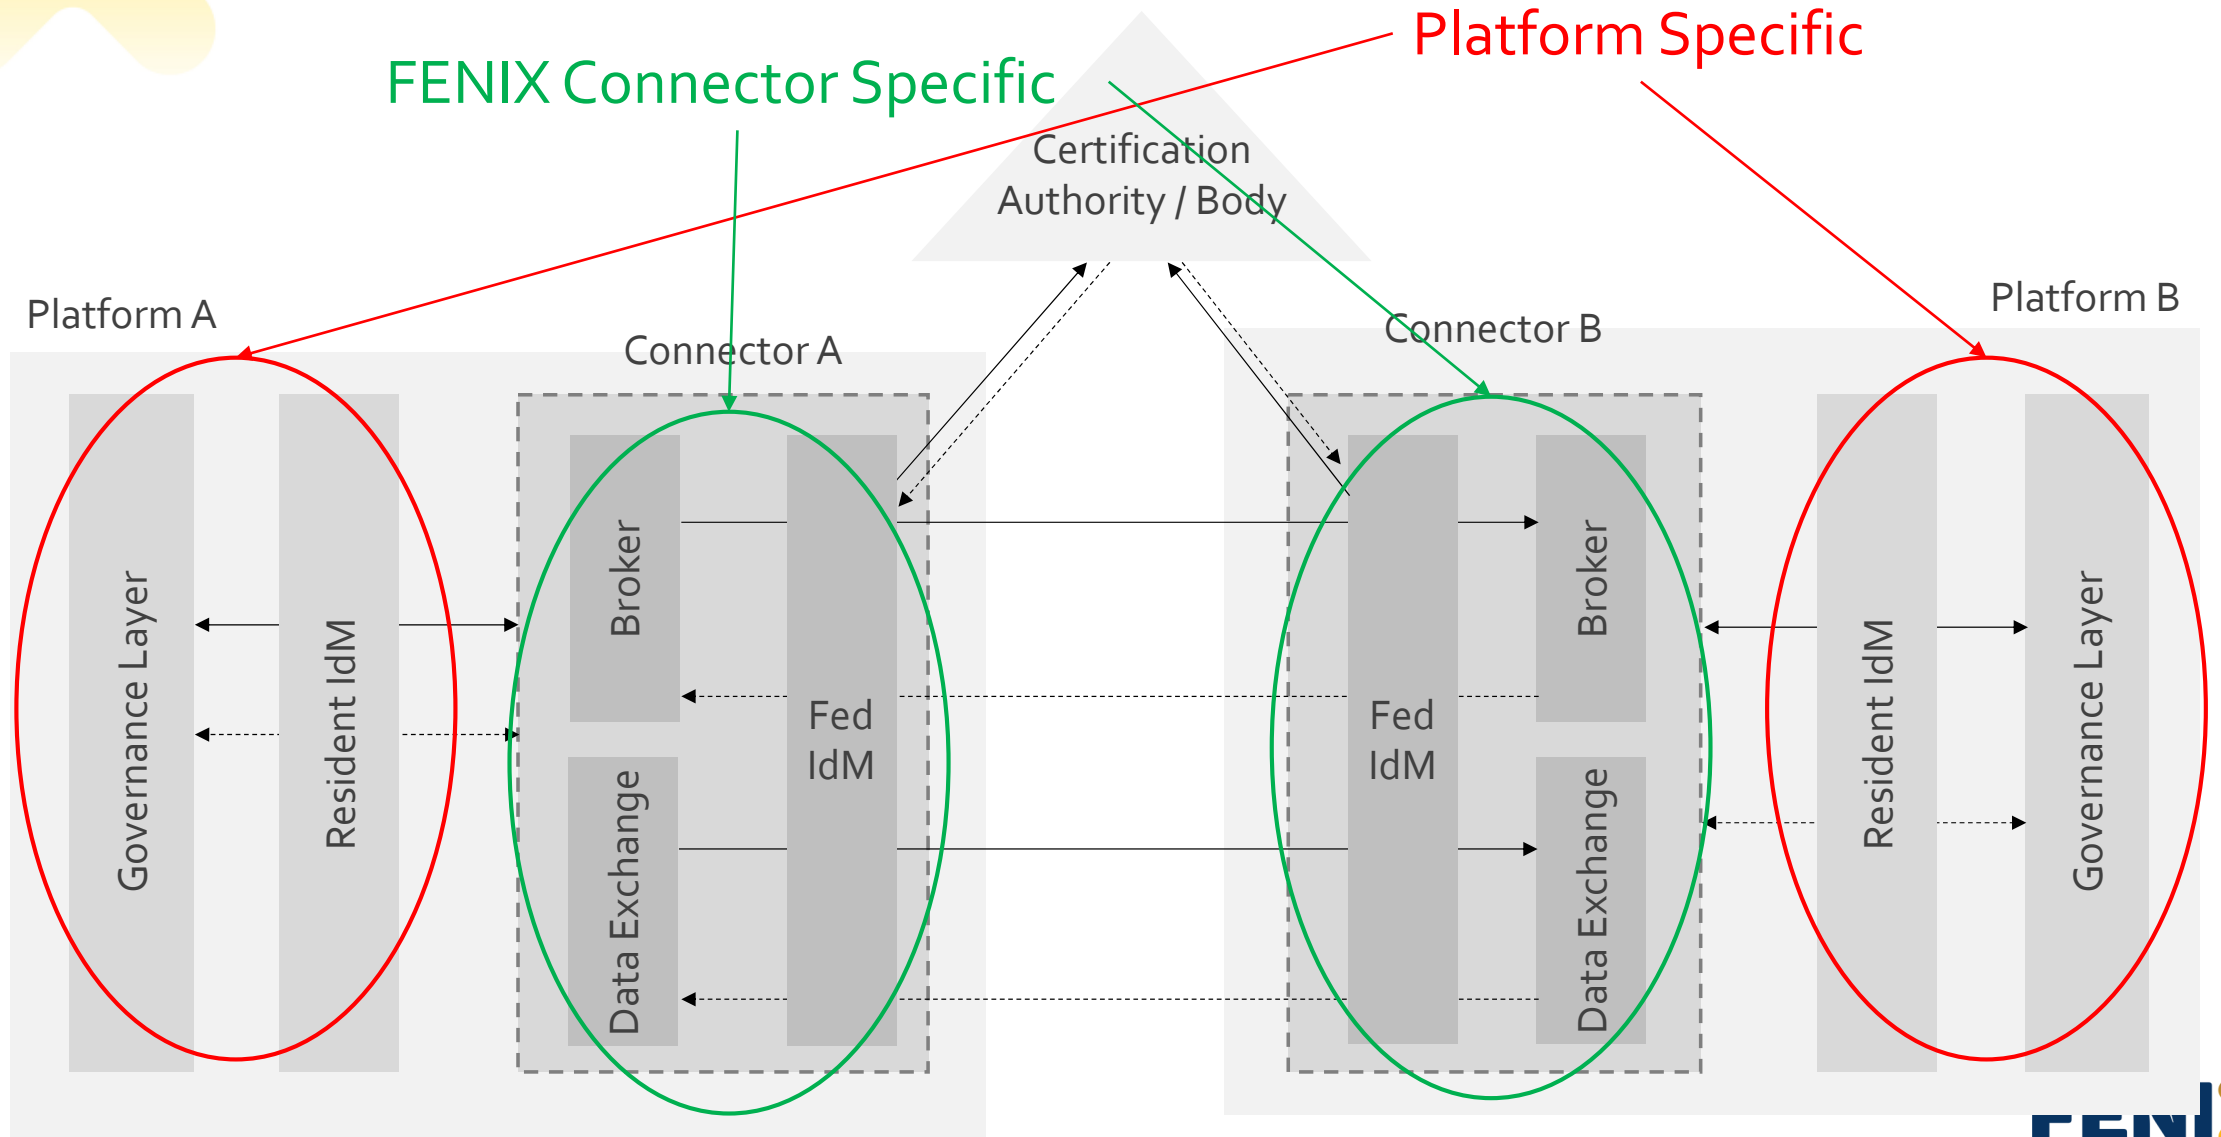 Platform Specific
FENIX Connector Specific
Certification
Authority / Body
Platform A
Connector A
Connector B
Platform B
Governance Layer
Resident IdM
Broker
Data Exchange
Fed
IdM
Fed
IdM
Broker
Data Exchange
Resident IdM
Governance Layer